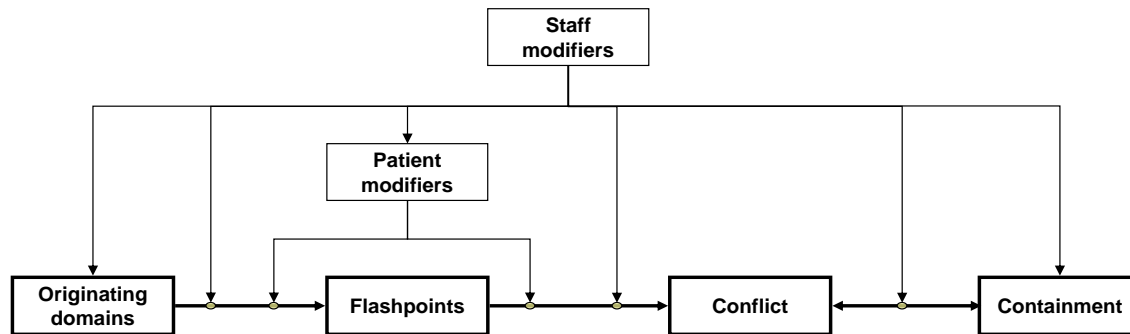 Staff
modifiers
Patient
modifiers
Originating
domains
Flashpoints
Conflict
Containment